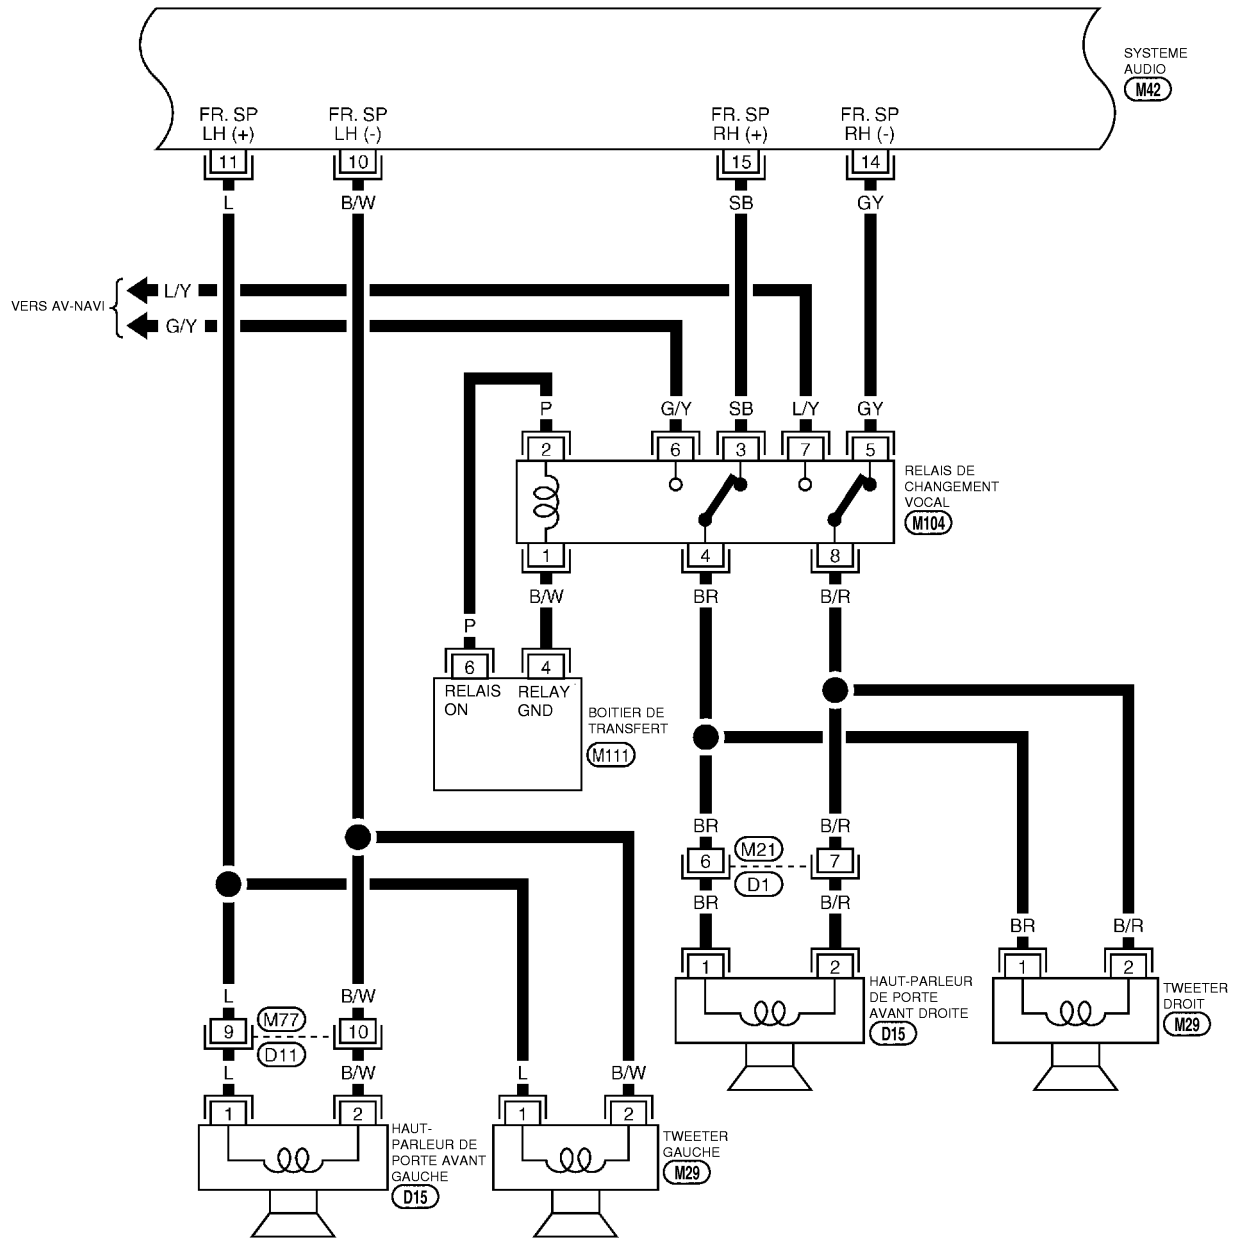 SYSTEME
AUDIO
M42
FR. SP
LH (+)
FR. SP
LH (-)
FR. SP
RH (+)
FR. SP
RH (-)
11
10
15
14
L
B/W
SB
GY
VERS AV-NAVI
L/Y
G/Y
P
G/Y
SB
L/Y
GY
2
6
3
7
5
RELAIS DE
CHANGEMENT
VOCAL
M104
1
4
8
B/W
BR
B/R
P
6
4
RELAIS
ON
RELAY
GND
BOITIER DE
TRANSFERT
M111
BR
B/R
6
M21
7
D1
BR
B/R
BR
B/R
1
2
1
2
HAUT-PARLEUR
DE PORTE
AVANT DROITE
D15
TWEETER
DROIT
M29
L
B/W
9
M77
10
D11
L
B/W
L
B/W
1
2
1
2
HAUT-
PARLEUR DE
PORTE AVANT
GAUCHE
D15
TWEETER
GAUCHE
M29